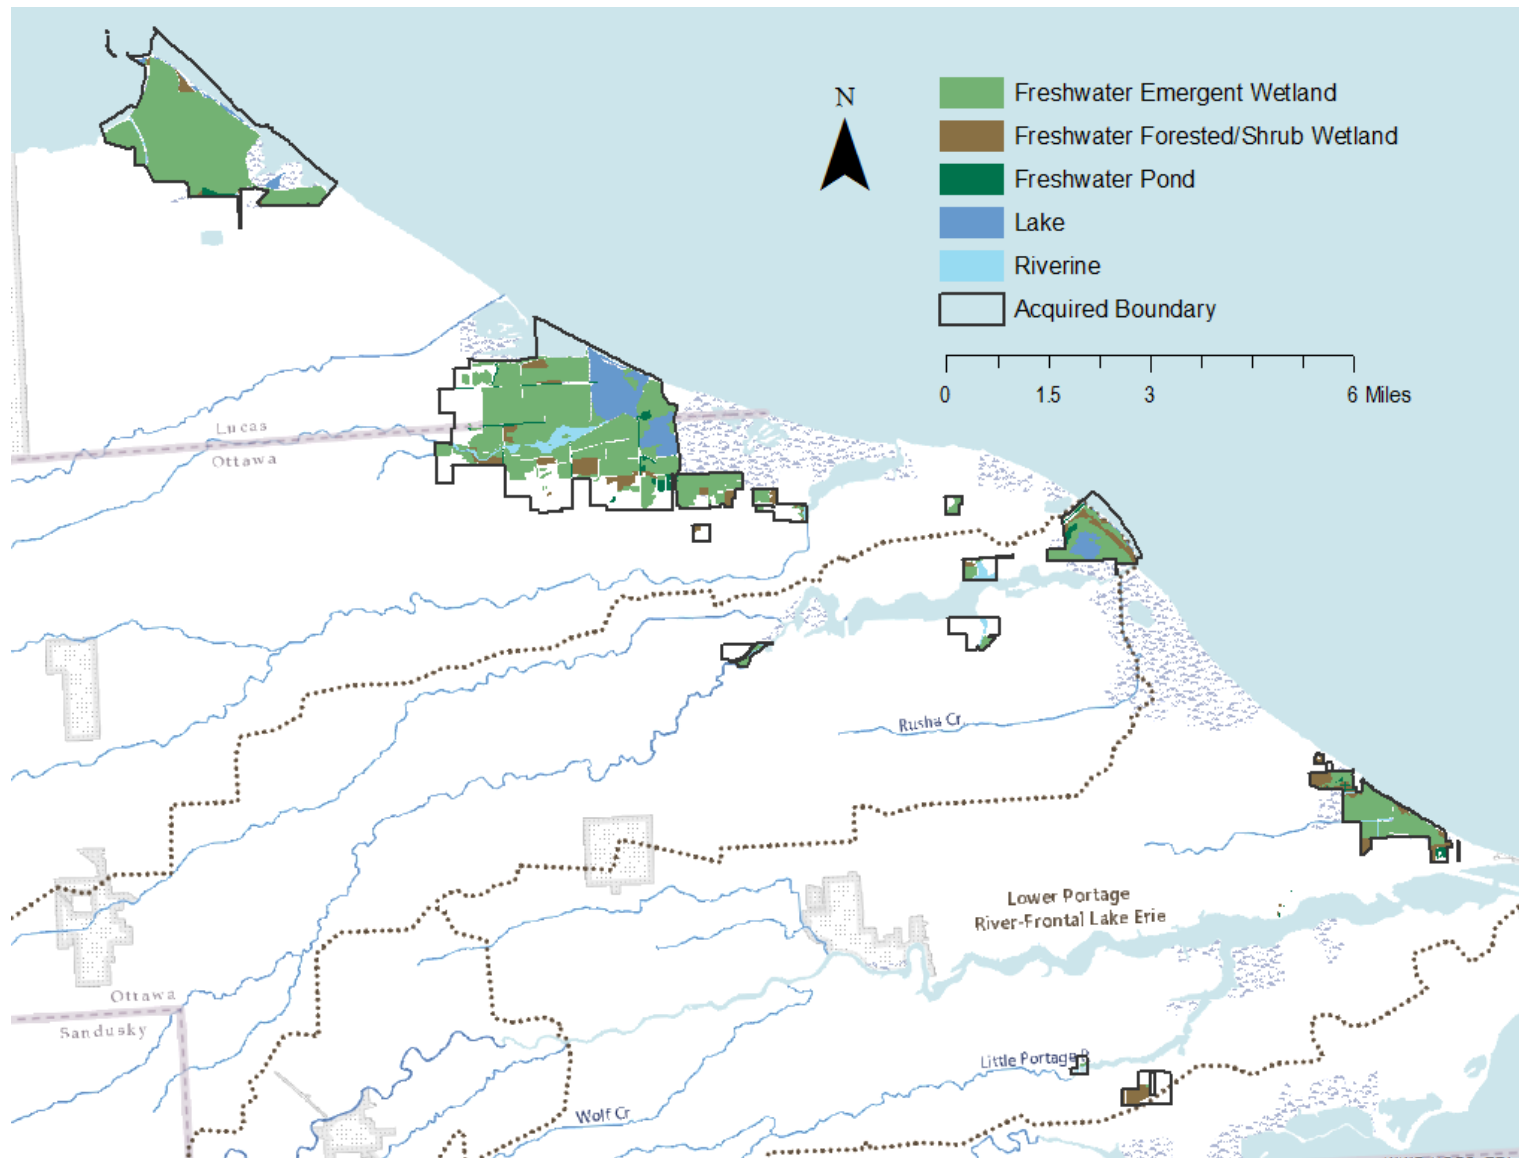 N
Freshwater Emergent Wetland
Freshwater Forested/Shrub Wetland
Freshwater Pond
Lake
Riverine
Acquired Boundary
0 1.5 3 6 Miles
Lucas
Ottawa
Rusha Cr
Lower Portage
River-Frontal Lake Erie
Ottawa
Sandusky
Little Portage
Wolf Cr